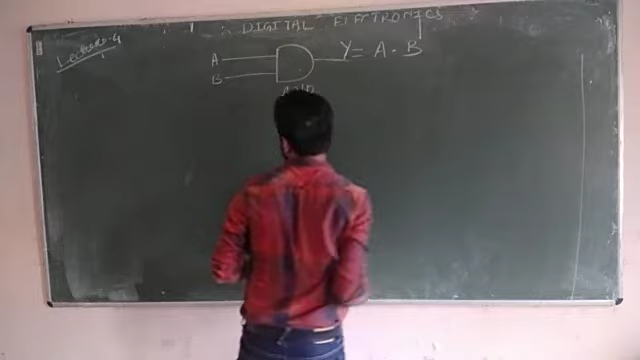 DIGITAL ELECTRONICS
Lecture-4
A
B
Y = A . B
AND